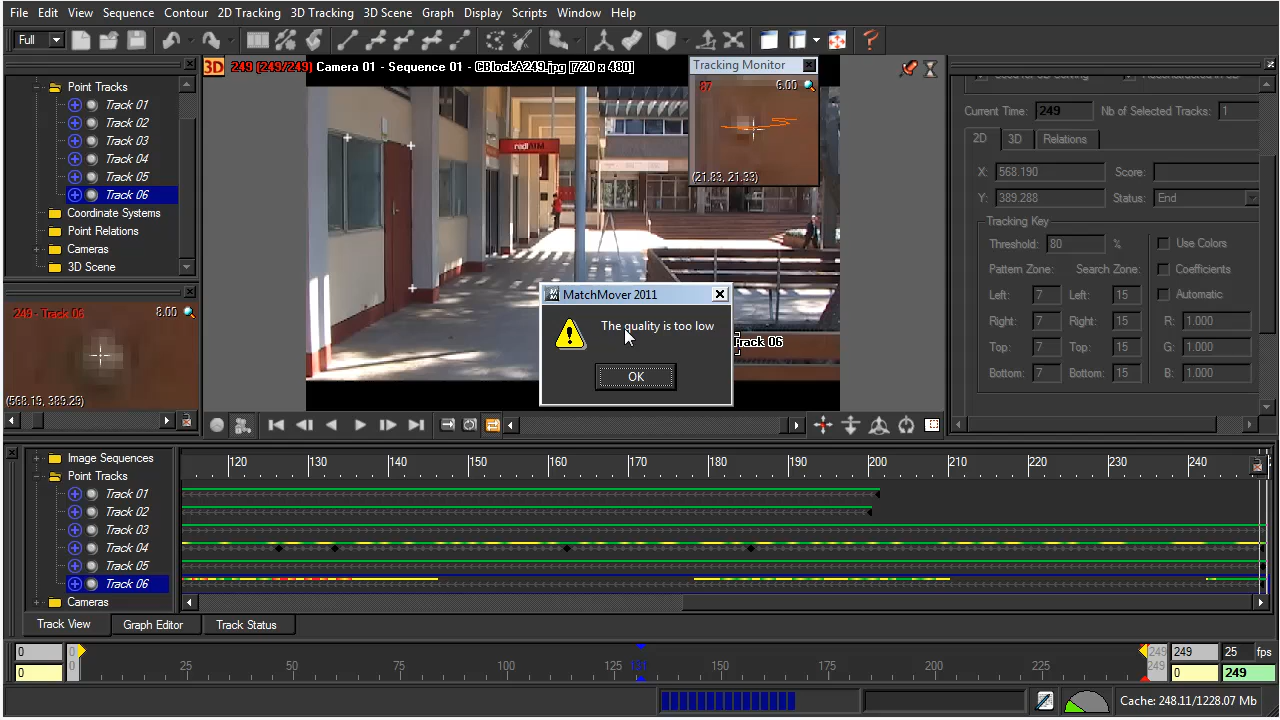 File Edit View Sequence Contour 2D Tracking 3D Tracking 3D Scene Graph Display Scripts Window Help
Full
3D 249 (249/249) Camera 01 - Sequence 01 - CBlockA249.jpg [720 x 480]
Point Tracks
Track 01
Track 02
Track 03
Track 04
Track 05
Track 06
Coordinate Systems
Point Relations
Cameras
3D Scene
249 - Track 06 8.00
(568.19, 389.29)
Tracking Monitor
87 6.00
(21.83, 21.33)
MatchMover 2011
The quality is too low
OK
Track 06
Current Time: 249 Nb of Selected Tracks: 1
2D 3D Relations
X: 568.190 Score:
Y: 389.288 Status: End
Tracking Key
Threshold: 80 % Use Colors
Pattern Zone: Search Zone: Coefficients
Left: 7 Left: 15 Automatic
Right: 7 Right: 15 R: 1.000
Top: 7 Top: 15 G: 1.000
Bottom: 7 Bottom: 15 B: 1.000
Image Sequences 120 130 140 150 160 170 180 190 200 210 220 230 240
Point Tracks
Track 01
Track 02
Track 03
Track 04
Track 05
Track 06
Cameras
Track View Graph Editor Track Status
0 0 249 249 25 fps
0 0 25 50 75 100 125 131 150 175 200 225 249 0 249
Cache: 248.11/1228.07 Mb